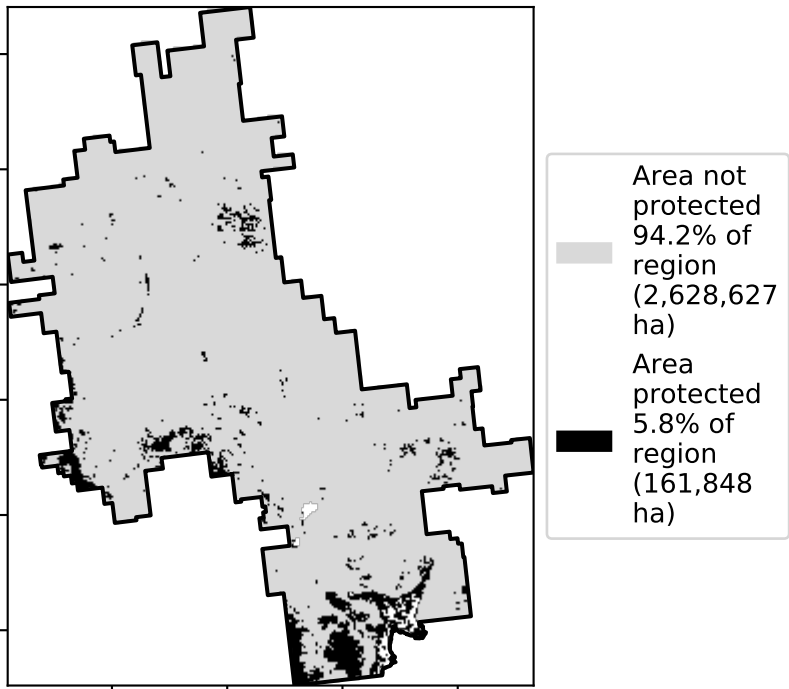 Area not
protected
94.2% of
region
(2,628,627
ha)
Area
protected
5.8% of
region
(161,848
ha)